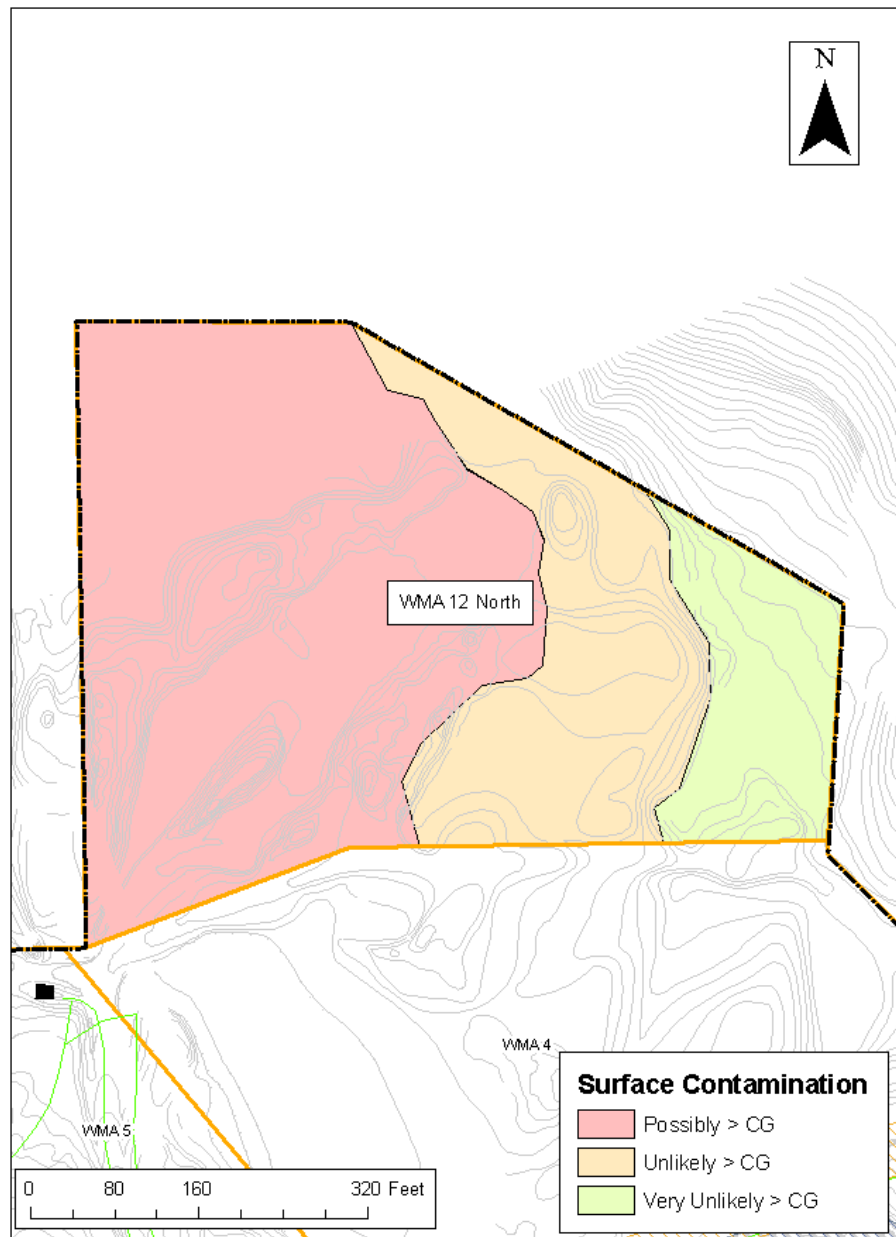 N
WMA 12 North
WMA 4
WMA 5
Surface Contamination
Possibly > CG
Unlikely > CG
Very Unlikely > CG
0 80 160 320 Feet